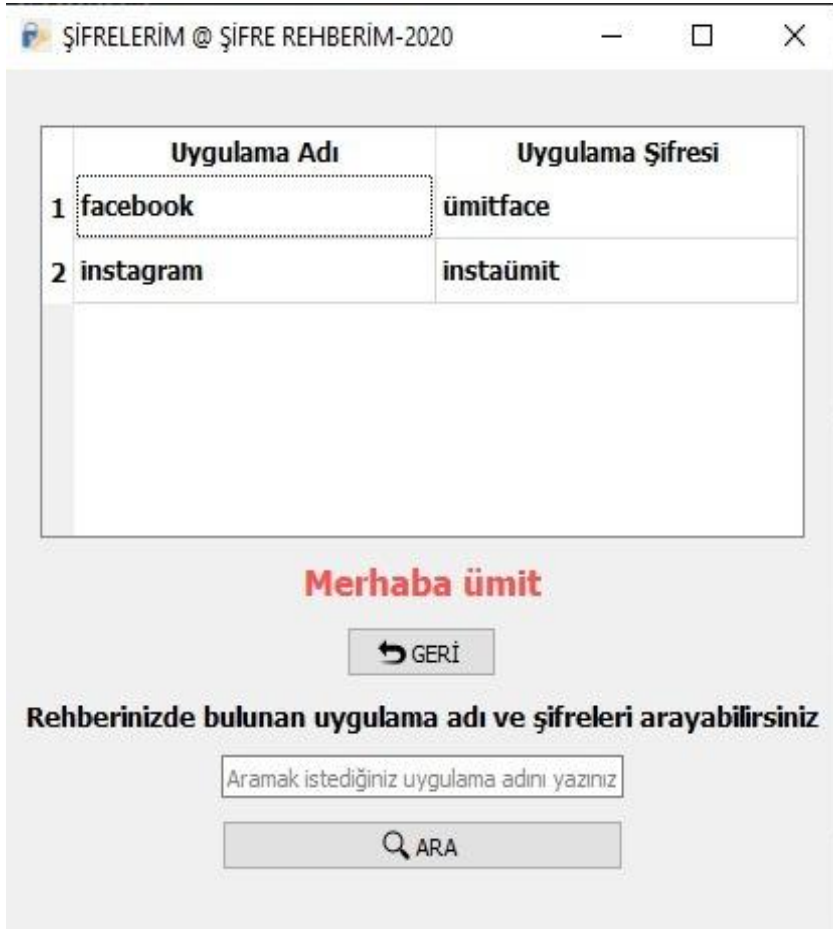 ŞİFRELERİM @ ŞİFRE REHBERİM-2020
Uygulama Adı Uygulama Şifresi
1 facebook ümitface
2 instagram instaümit
Merhaba ümit
GERİ
Rehberinizde bulunan uygulama adı ve şifreleri arayabilirsiniz
Aramak istediğiniz uygulama adını yazınız
ARA